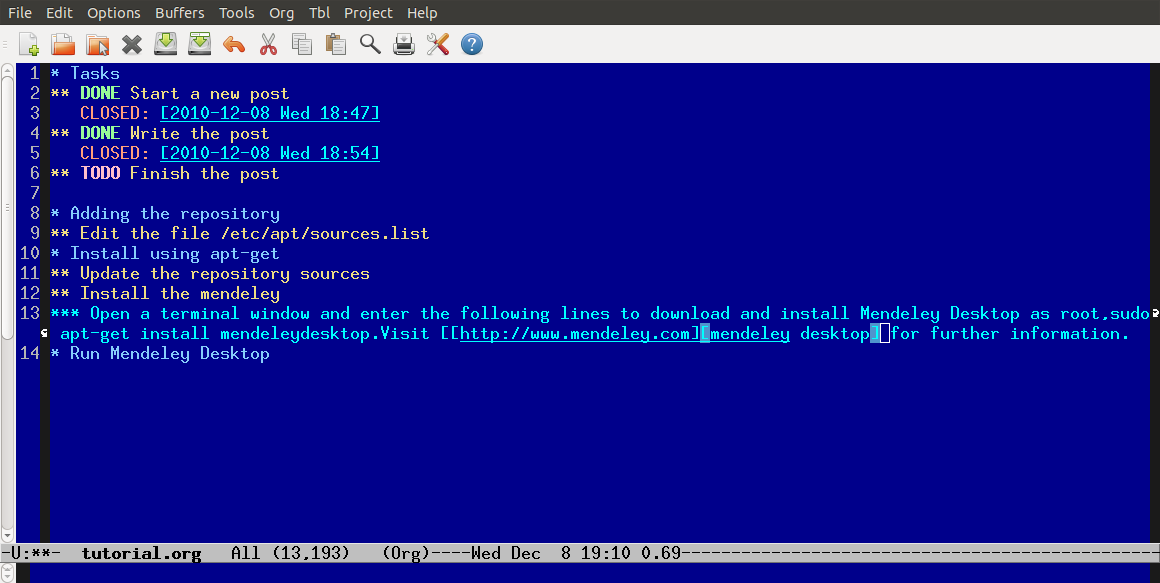 File Edit Options Buffers Tools Org Tbl Project Help
1 * Tasks
2 ** DONE Start a new post
3 CLOSED: [2010-12-08 Wed 18:47]
4 ** DONE Write the post
5 CLOSED: [2010-12-08 Wed 18:54]
6 ** TODO Finish the post
7
8 * Adding the repository
9 ** Edit the file /etc/apt/sources.list
10 * Install using apt-get
11 ** Update the repository sources
12 ** Install the mendeley
13 *** Open a terminal window and enter the following lines to download and install Mendeley Desktop as root,sudo
apt-get install mendeleydesktop.Visit [[http://www.mendeley.com][mendeley desktop] for further information.
14 * Run Mendeley Desktop
-U:**- tutorial.org All (13,193) (Org)----Wed Dec 8 19:10 0.69------------------------------------------------